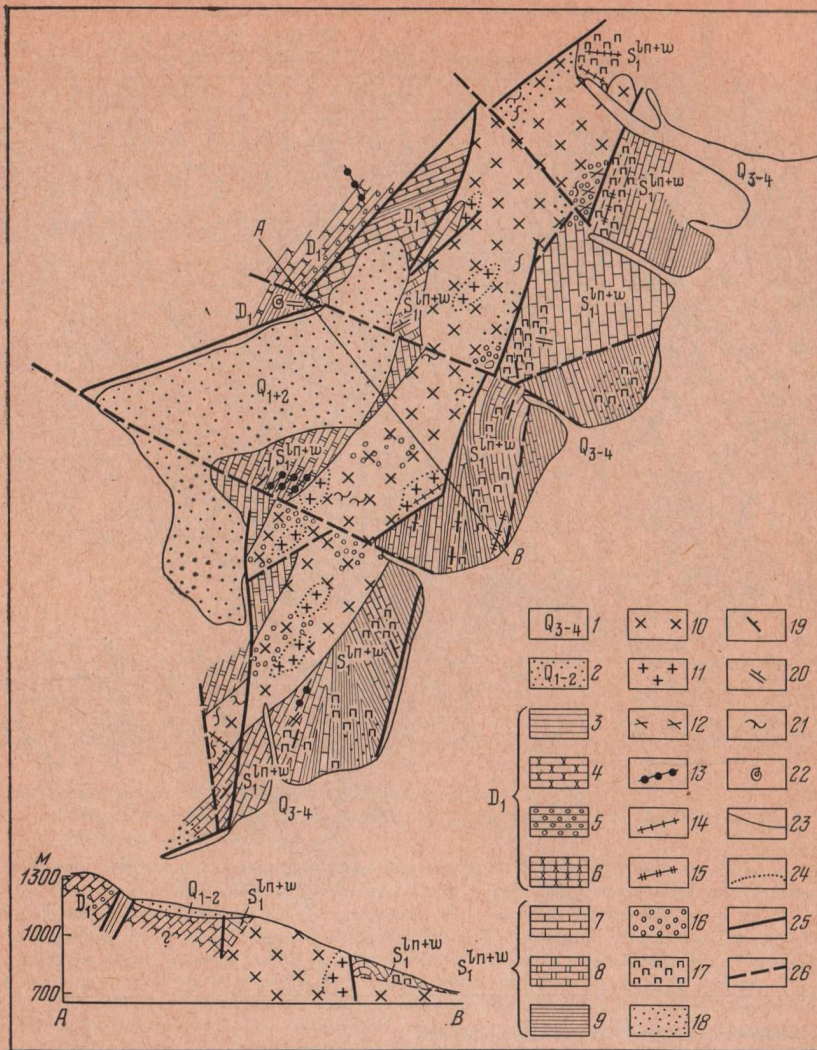 S₁ˡⁿ⁺ʷ
Q₃₋₄
S₁ˡⁿ⁺ʷ
A
D₁
D₁
S₁ˡⁿ⁺ʷ
S₁ˡⁿ⁺ʷ
D₁
Q₁₊₂
S₁ˡⁿ⁺ʷ
S₁ˡⁿ⁺ʷ
Q₃₋₄
B
S₁ˡⁿ⁺ʷ
S₁ˡⁿ⁺ʷ
Q₃₋₄
Q₃₋₄ 1 10 19
Q₁₋₂ 2 11 20
3 12 21
4 13 22
D₁
5 14 23
6 15 24
7 16 25
8 17 26
9 18
м
1300
1000
700
D₁
Q₁₋₂
S₁ˡⁿ⁺ʷ
?
S₁ˡⁿ⁺ʷ
S₁ˡⁿ⁺ʷ
A B